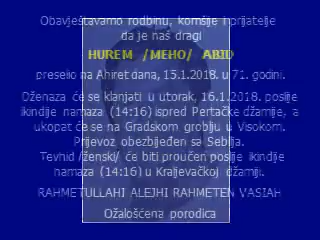 Obavještavamo rodbinu, komšije i prijatelje
da je naš dragi
HUREM /MEHO/ ABID
preselio na Ahiret dana, 15.1.2018. u 71. godini.
Dženaza će se klanjati u utorak, 16.1.2018. poslije
ikindije namaza (14:16) ispred Pertačke džamije, a
ukopat će se na Gradskom groblju u Visokom.
Prijevoz obezbijeđen sa Seblja.
Tevhid /ženski/ će biti proučen poslije ikindije
namaza (14:16) u Kraljevačkoj džamiji.
RAHMETULLAHI ALEJHI RAHMETEN VASIAH
Ožalošćena porodica